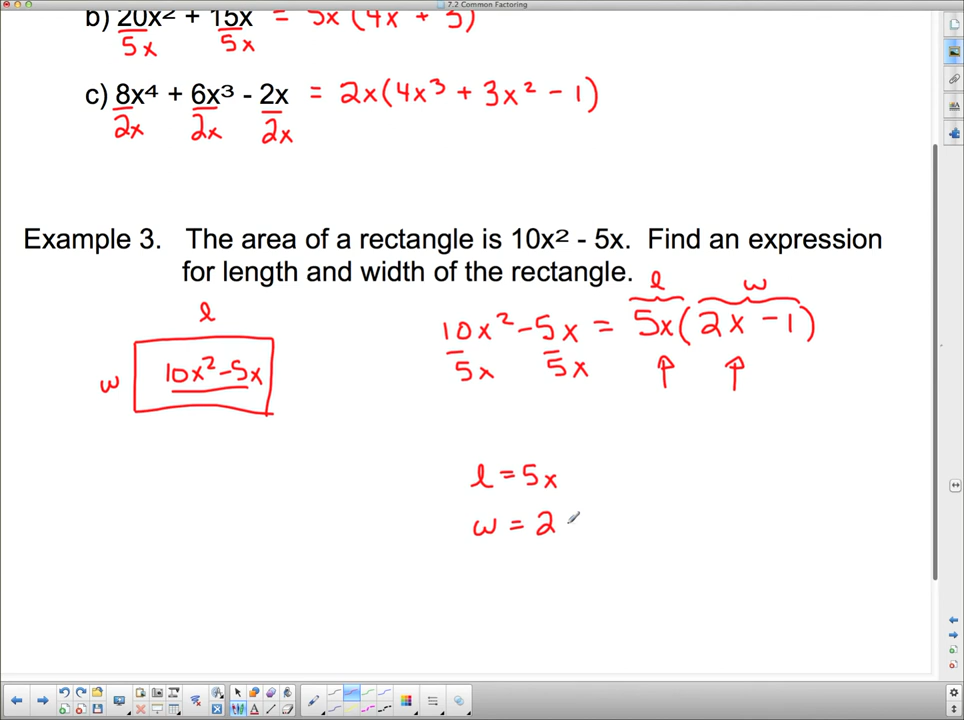 7.2 Common Factoring
b) 20x² + 15x = 5x(4x + 3)
5x 5x
c) 8x⁴ + 6x³ - 2x = 2x(4x³ + 3x² - 1)
2x 2x 2x
Example 3. The area of a rectangle is 10x² - 5x. Find an expression
for length and width of the rectangle.
l w
l
10x² - 5x = 5x(2x - 1)
5x 5x
w 10x² - 5x
l = 5x
w = 2